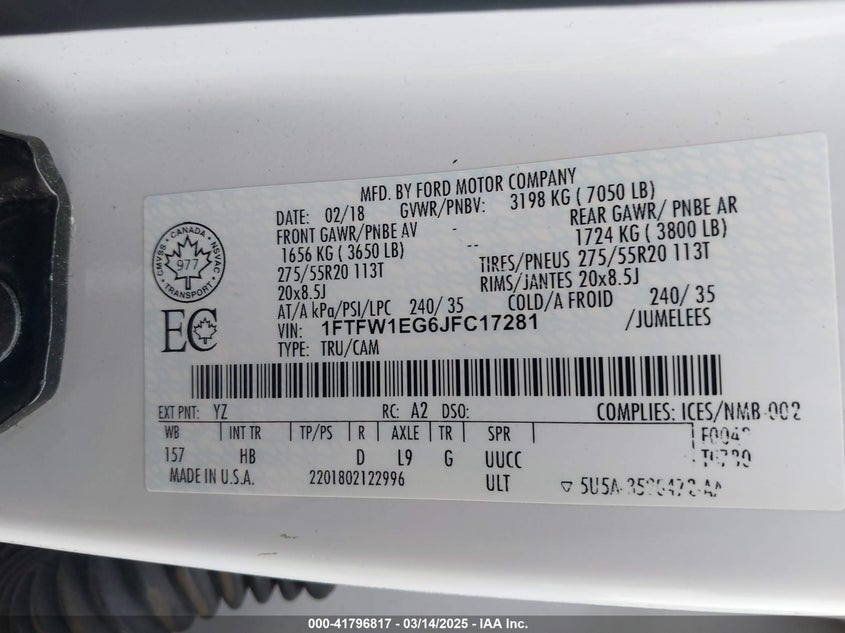 MFD. BY FORD MOTOR COMPANY
DATE: 02/18 GVWR/PNBV: 3198 KG ( 7050 LB)
FRONT GAWR/PNBE AV - REAR GAWR/ PNBE AR
1656 KG ( 3650 LB) -- 1724 KG ( 3800 LB)
275/55R20 113T TIRES/PNEUS 275/55R20 113T
20x8.5J RIMS/JANTES 20x8.5J
AT/A kPa/PSI/LPC 240/ 35 COLD/A FROID 240/ 35
VIN: 1FTFW1EG6JFC17281 /JUMELEES
TYPE: TRU/CAM
CMVSS · CANADA · NSVAC
977
TRANSPORT
EC
EXT PNT: YZ RC: A2 DSO: COMPLIES: ICES/NMB-002
WB INT TR TP/PS R AXLE TR SPR
157 HB D L9 G UUCC
MADE IN U.S.A. 2201802122996 ULT
000-41796817 - 03/14/2025 - IAA Inc.